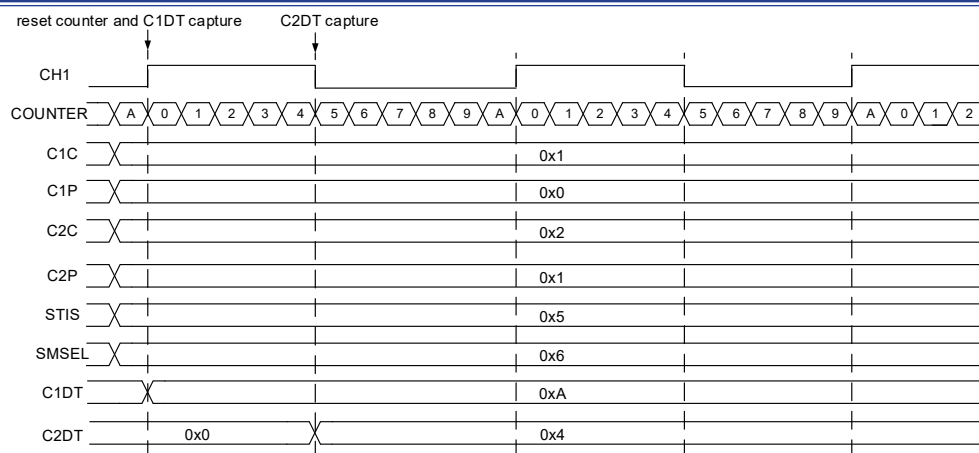 reset counter and C1DT capture C2DT capture
CH1
COUNTER A 0 1 2 3 4 5 6 7 8 9 A 0 1 2 3 4 5 6 7 8 9 A 0 1 2
C1C 0x1
C1P 0x0
C2C 0x2
C2P 0x1
STIS 0x5
SMSEL 0x6
C1DT 0xA
C2DT 0x0 0x4